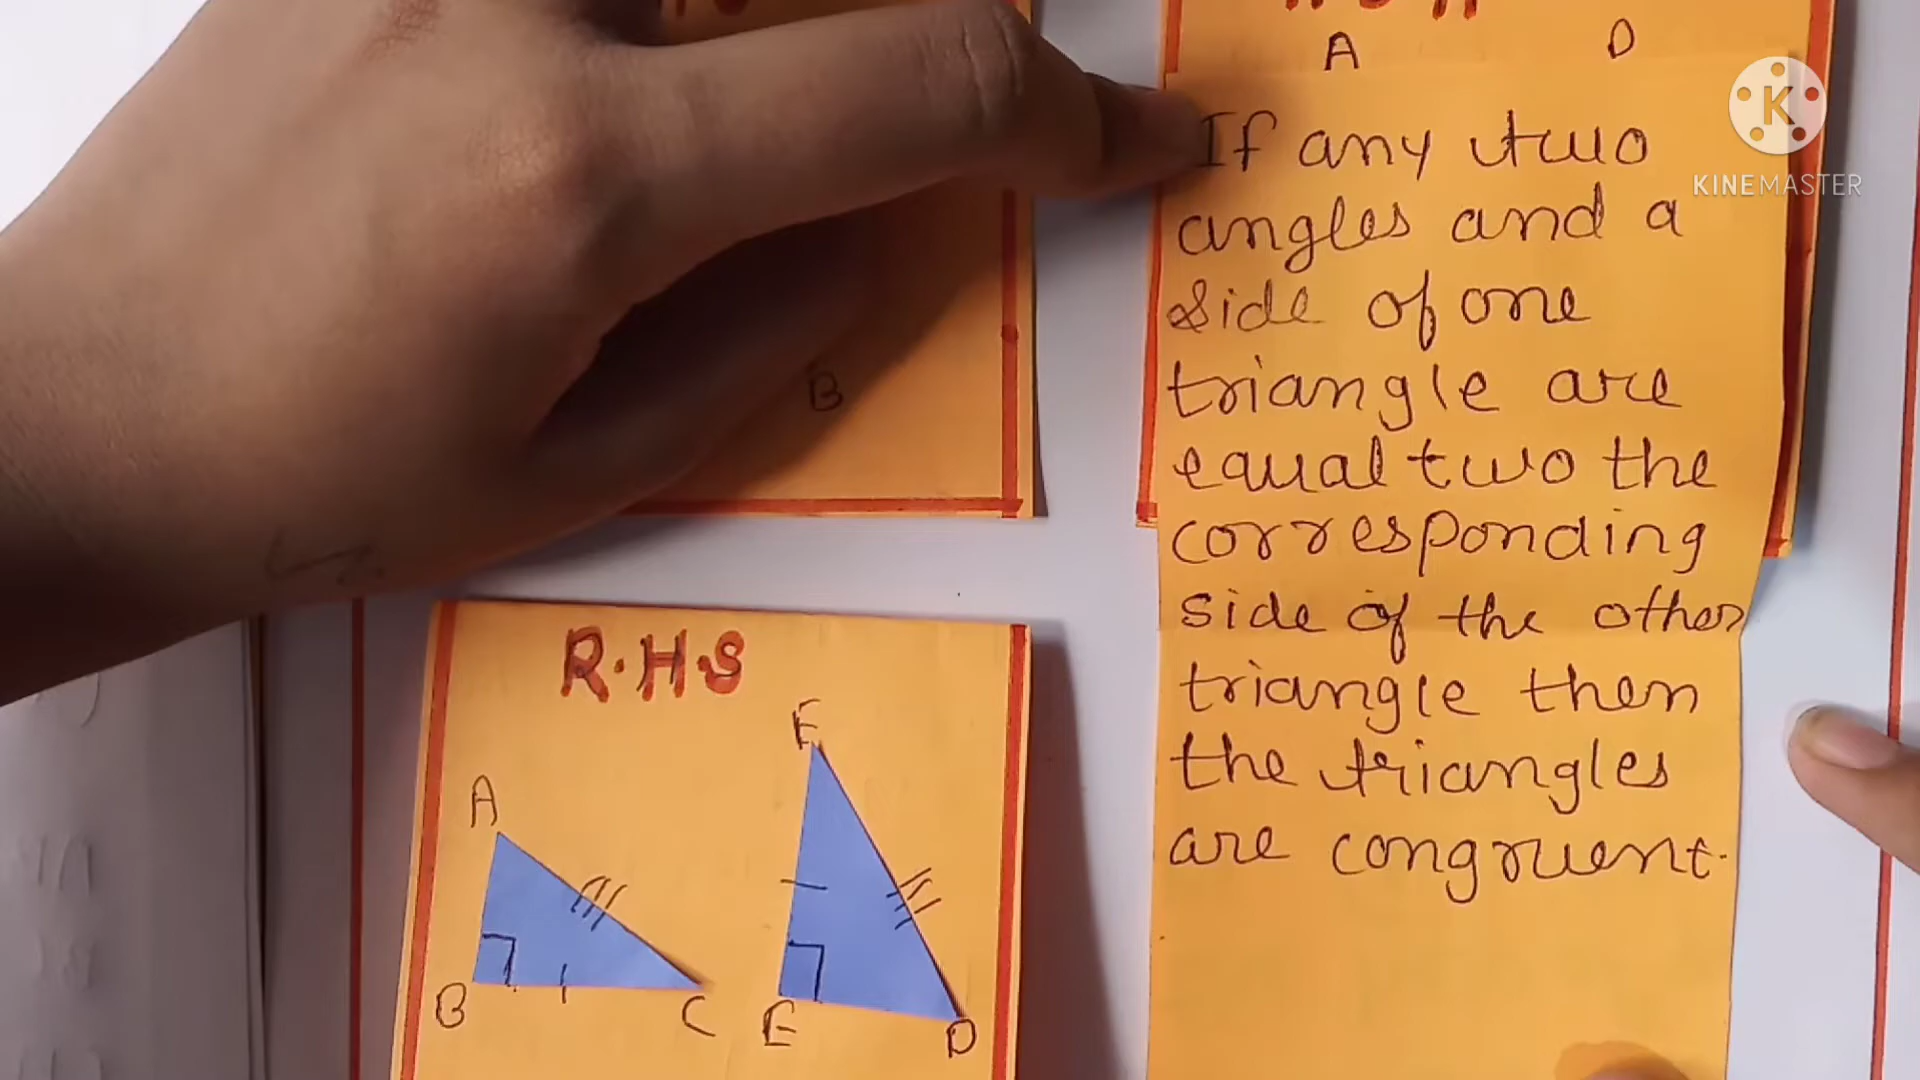 A D
If any two
angles and a
side of one
triangle are
equal two the
corresponding
side of the other
triangle then
the triangles
are congruent.
K
KINEMASTER
B
R.H.S
F
A
B C E D